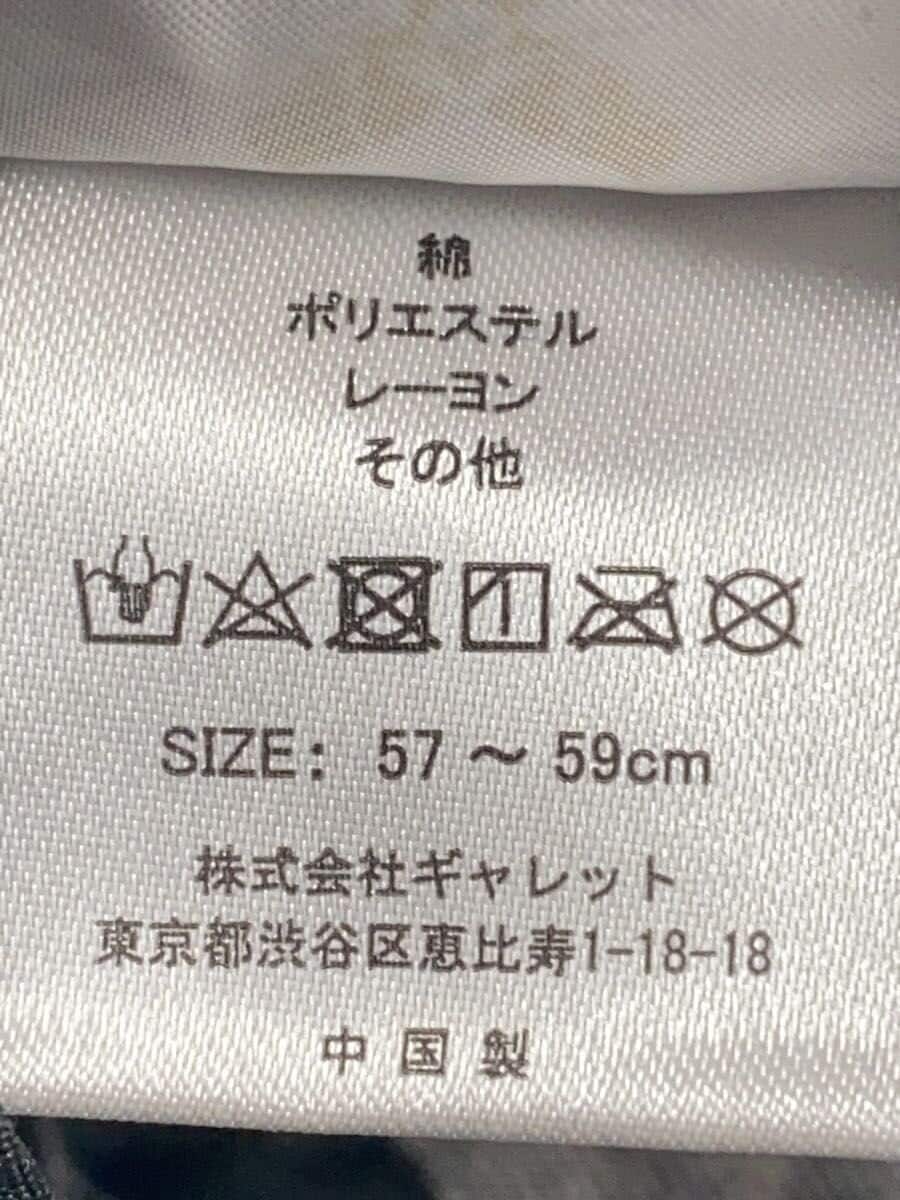 綿
ポリエステル
レーヨン
その他
SIZE: 57 ～ 59cm
株式会社ギャレット
東京都渋谷区恵比寿1-18-18
中国製